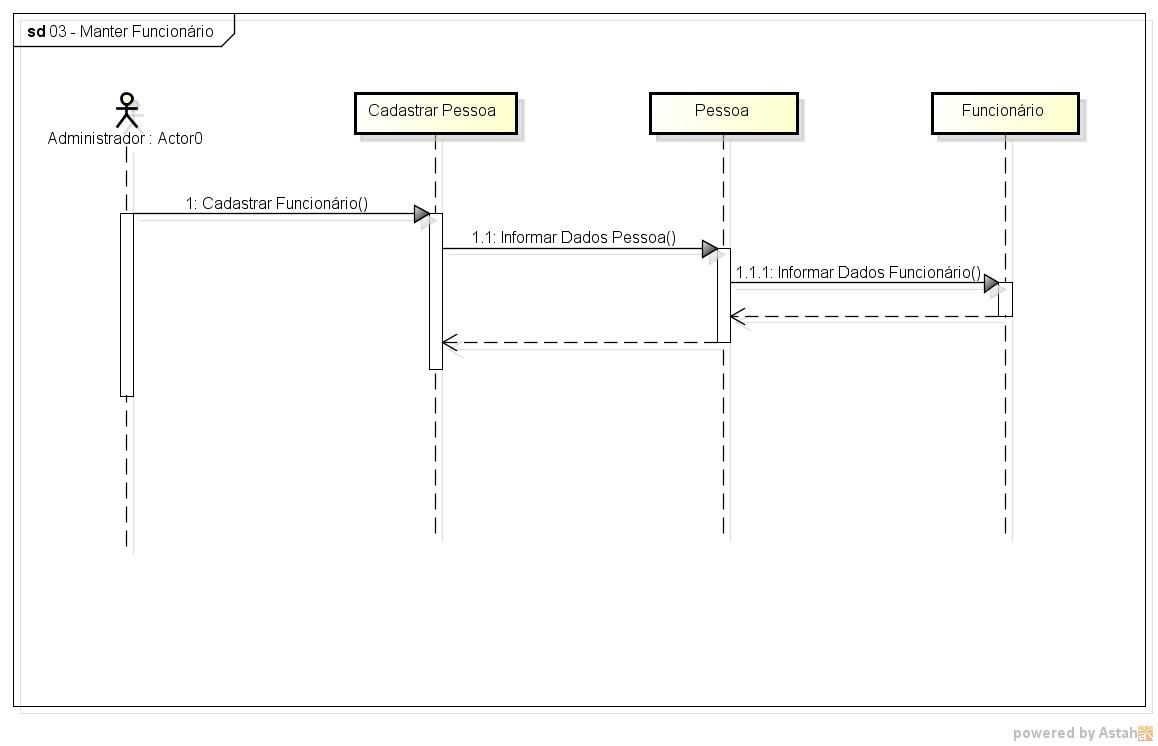 sd 03 - Manter Funcionário
Administrador : Actor0
Cadastrar Pessoa
Pessoa
Funcionário
1: Cadastrar Funcionário()
1.1: Informar Dados Pessoa()
1.1.1: Informar Dados Funcionário()
powered by Astah